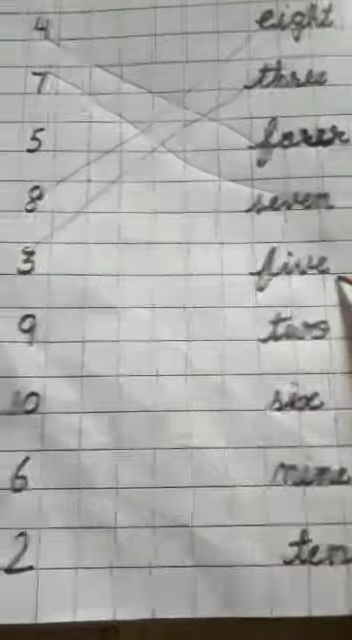 4 eight
7 three
5 four
8 seven
3 five
9 two
10 six
6 nine
2 ten